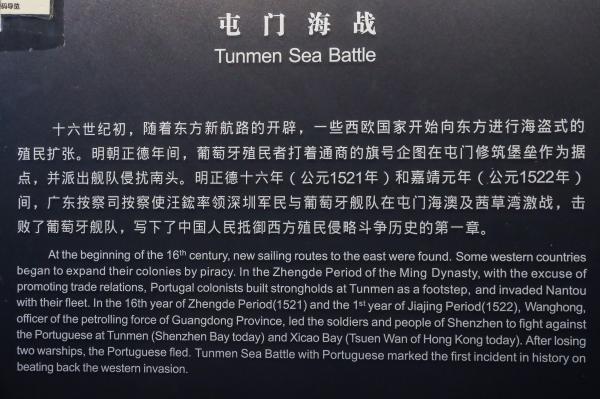 码导览
屯门海战
Tunmen Sea Battle
十六世纪初，随着东方新航路的开辟，一些西欧国家开始向东方进行海盗式的
殖民扩张。明朝正德年间，葡萄牙殖民者打着通商的旗号企图在屯门修筑堡垒作为据
点，并派出舰队侵扰南头。明正德十六年（公元1521年）和嘉靖元年（公元1522年）
间，广东按察司按察使汪鋐率领深圳军民与葡萄牙舰队在屯门海澳及茜草湾激战，击
败了葡萄牙舰队，写下了中国人民抵御西方殖民侵略斗争历史的第一章。
At the beginning of the 16th century, new sailing routes to the east were found. Some western countries
began to expand their colonies by piracy. In the Zhengde Period of the Ming Dynasty, with the excuse of
promoting trade relations, Portugal colonists built strongholds at Tunmen as a footstep, and invaded Nantou
with their fleet. In the 16th year of Zhengde Period(1521) and the 1st year of Jiajing Period(1522), Wanghong,
officer of the petrolling force of Guangdong Province, led the soldiers and people of Shenzhen to fight against
the Portuguese at Tunmen (Shenzhen Bay today) and Xicao Bay (Tsuen Wan of Hong Kong today). After losing
two warships, the Portuguese fled. Tunmen Sea Battle with Portuguese marked the first incident in history on
beating back the western invasion.